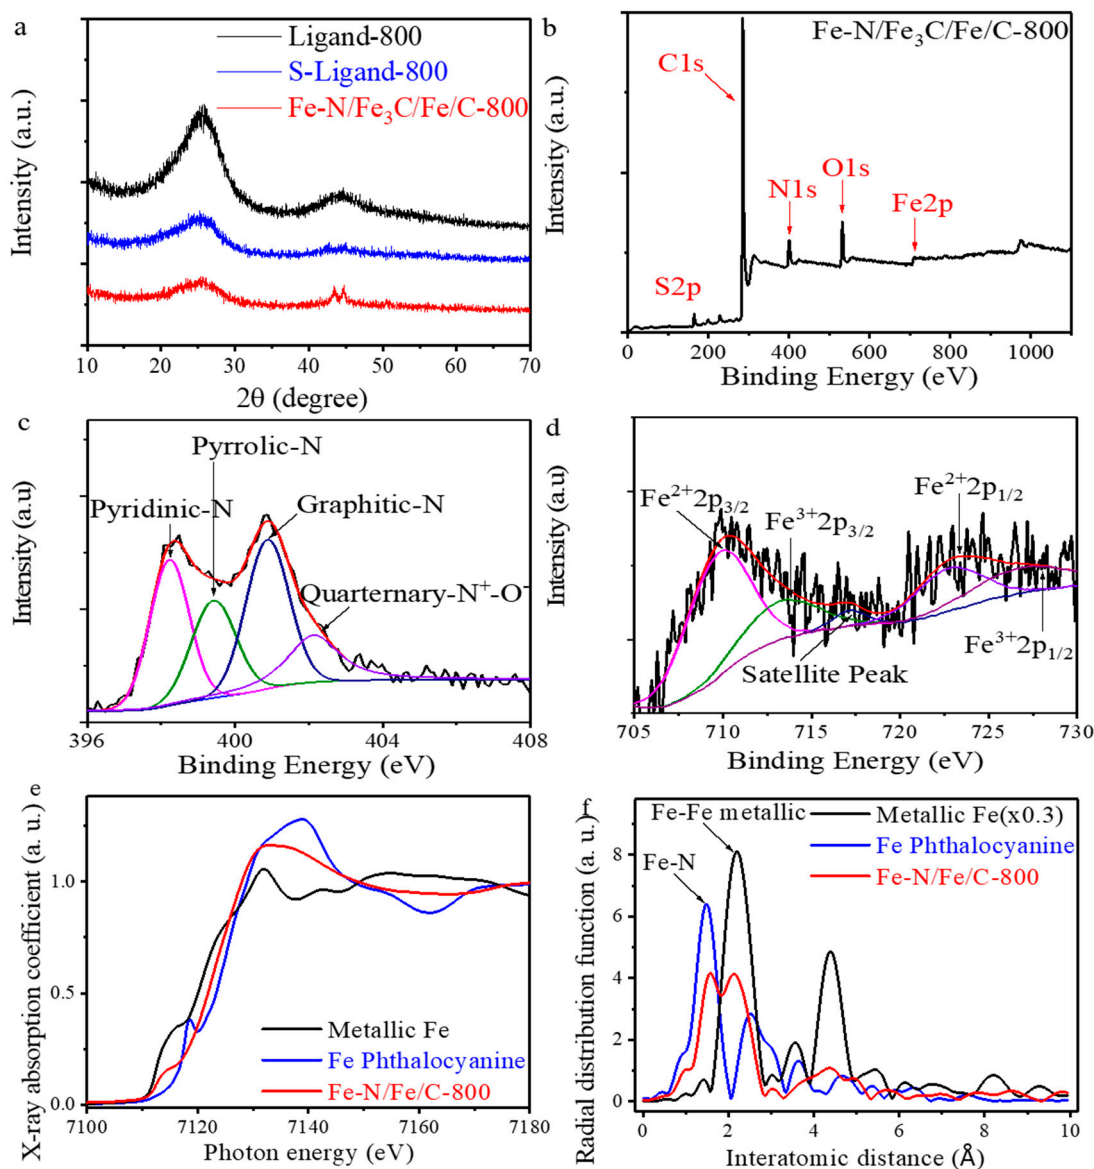 a
Ligand-800
S-Ligand-800
Fe-N/Fe₃C/Fe/C-800
Intensity (a.u.)
10 20 30 40 50 60 70
2θ (degree)
b
Fe-N/Fe₃C/Fe/C-800
C1s
O1s
N1s
Fe2p
S2p
Intensity (a.u.)
0 200 400 600 800 1000
Binding Energy (eV)
c
Pyrrolic-N
Pyridinic-N
Graphitic-N
Quarternary-N⁺-O⁻
Intensity (a.u)
396 400 404 408
Binding Energy (eV)
d
Fe²⁺2p₃/₂
Fe³⁺2p₃/₂
Fe²⁺2p₁/₂
Fe³⁺2p₁/₂
Satellite Peak
Intensity (a.u)
705 710 715 720 725 730
Binding Energy (eV)
e
X-ray absorption coefficient (a. u.)
1.0
0.5
0.0
Metallic Fe
Fe Phthalocyanine
Fe-N/Fe/C-800
7100 7120 7140 7160 7180
Photon energy (eV)
f
Fe-Fe metallic
Fe-N
Metallic Fe(x0.3)
Fe Phthalocyanine
Fe-N/Fe/C-800
Radial distribution function (a. u.)
8
6
4
2
0
0 2 4 6 8 10
Interatomic distance (Å)